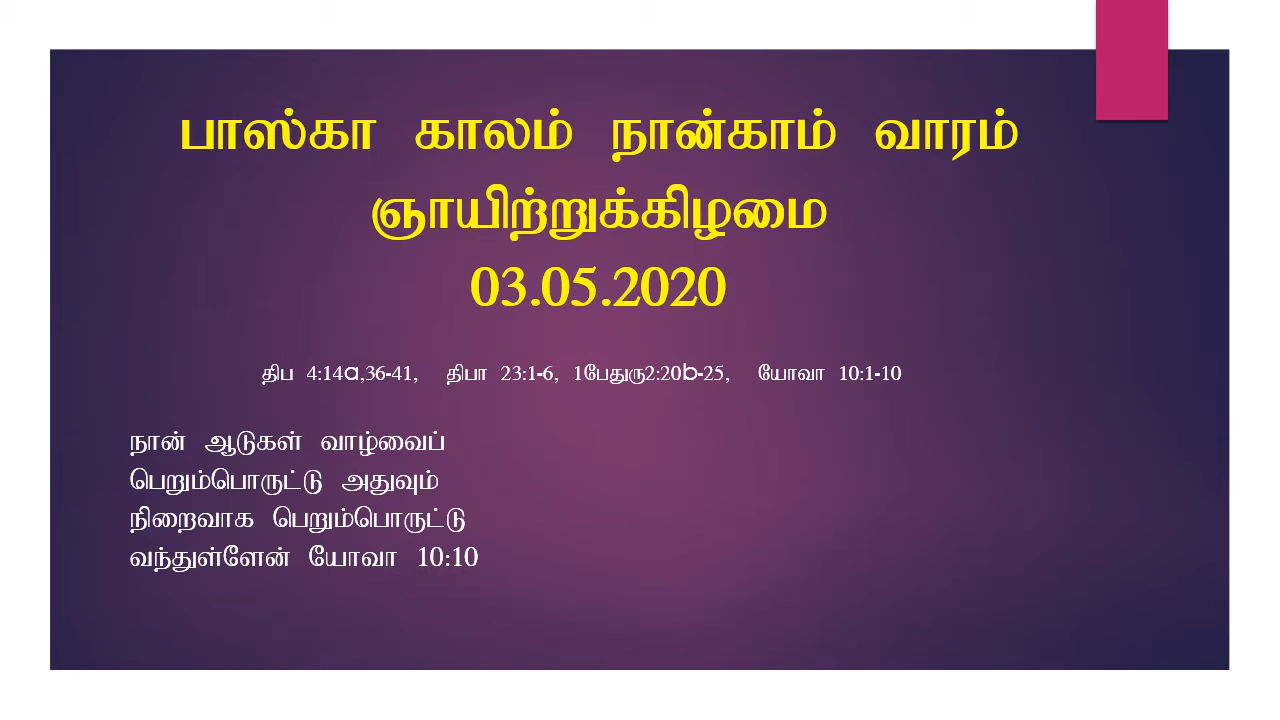 பாஸ்கா காலம் நான்காம் வாரம்
ஞாயிற்றுக்கிழமை
03.05.2020
திப 4:14a,36-41, திபா 23:1-6, 1பேதுரு2:20b-25, யோவா 10:1-10
நான் ஆடுகள் வாழ்வைப்
பெறும்பொருட்டு அதுவும்
நிறைவாக பெறும்பொருட்டு
வந்துள்ளேன் யோவா 10:10